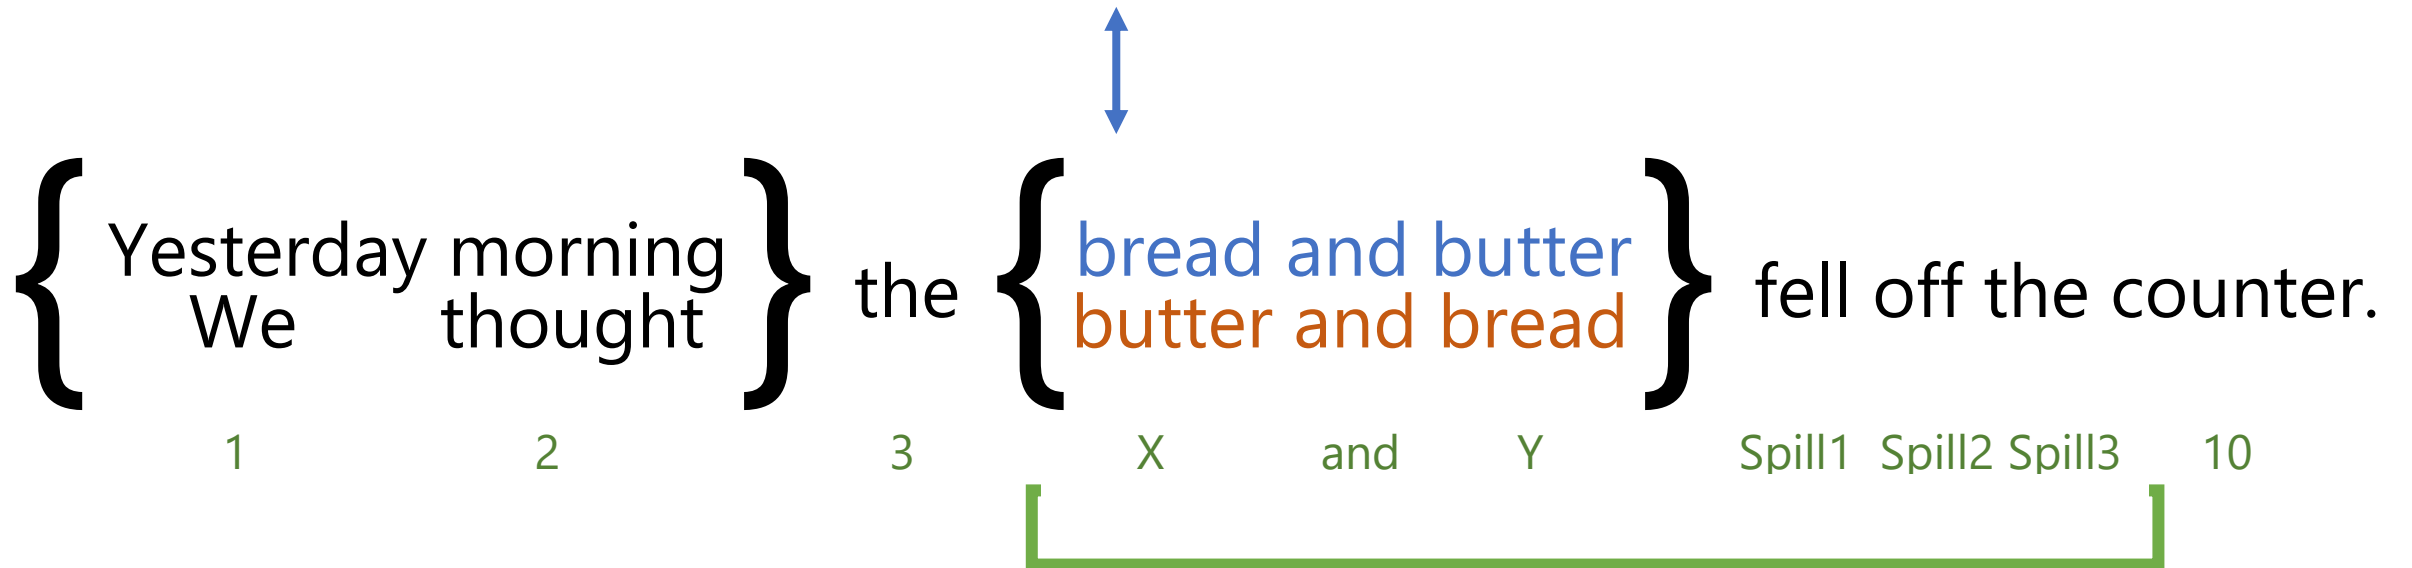 Yesterday morning
We thought
the
bread and butter
butter and bread
fell off the counter.
1 2 3 X and Y Spill1 Spill2 Spill3 10